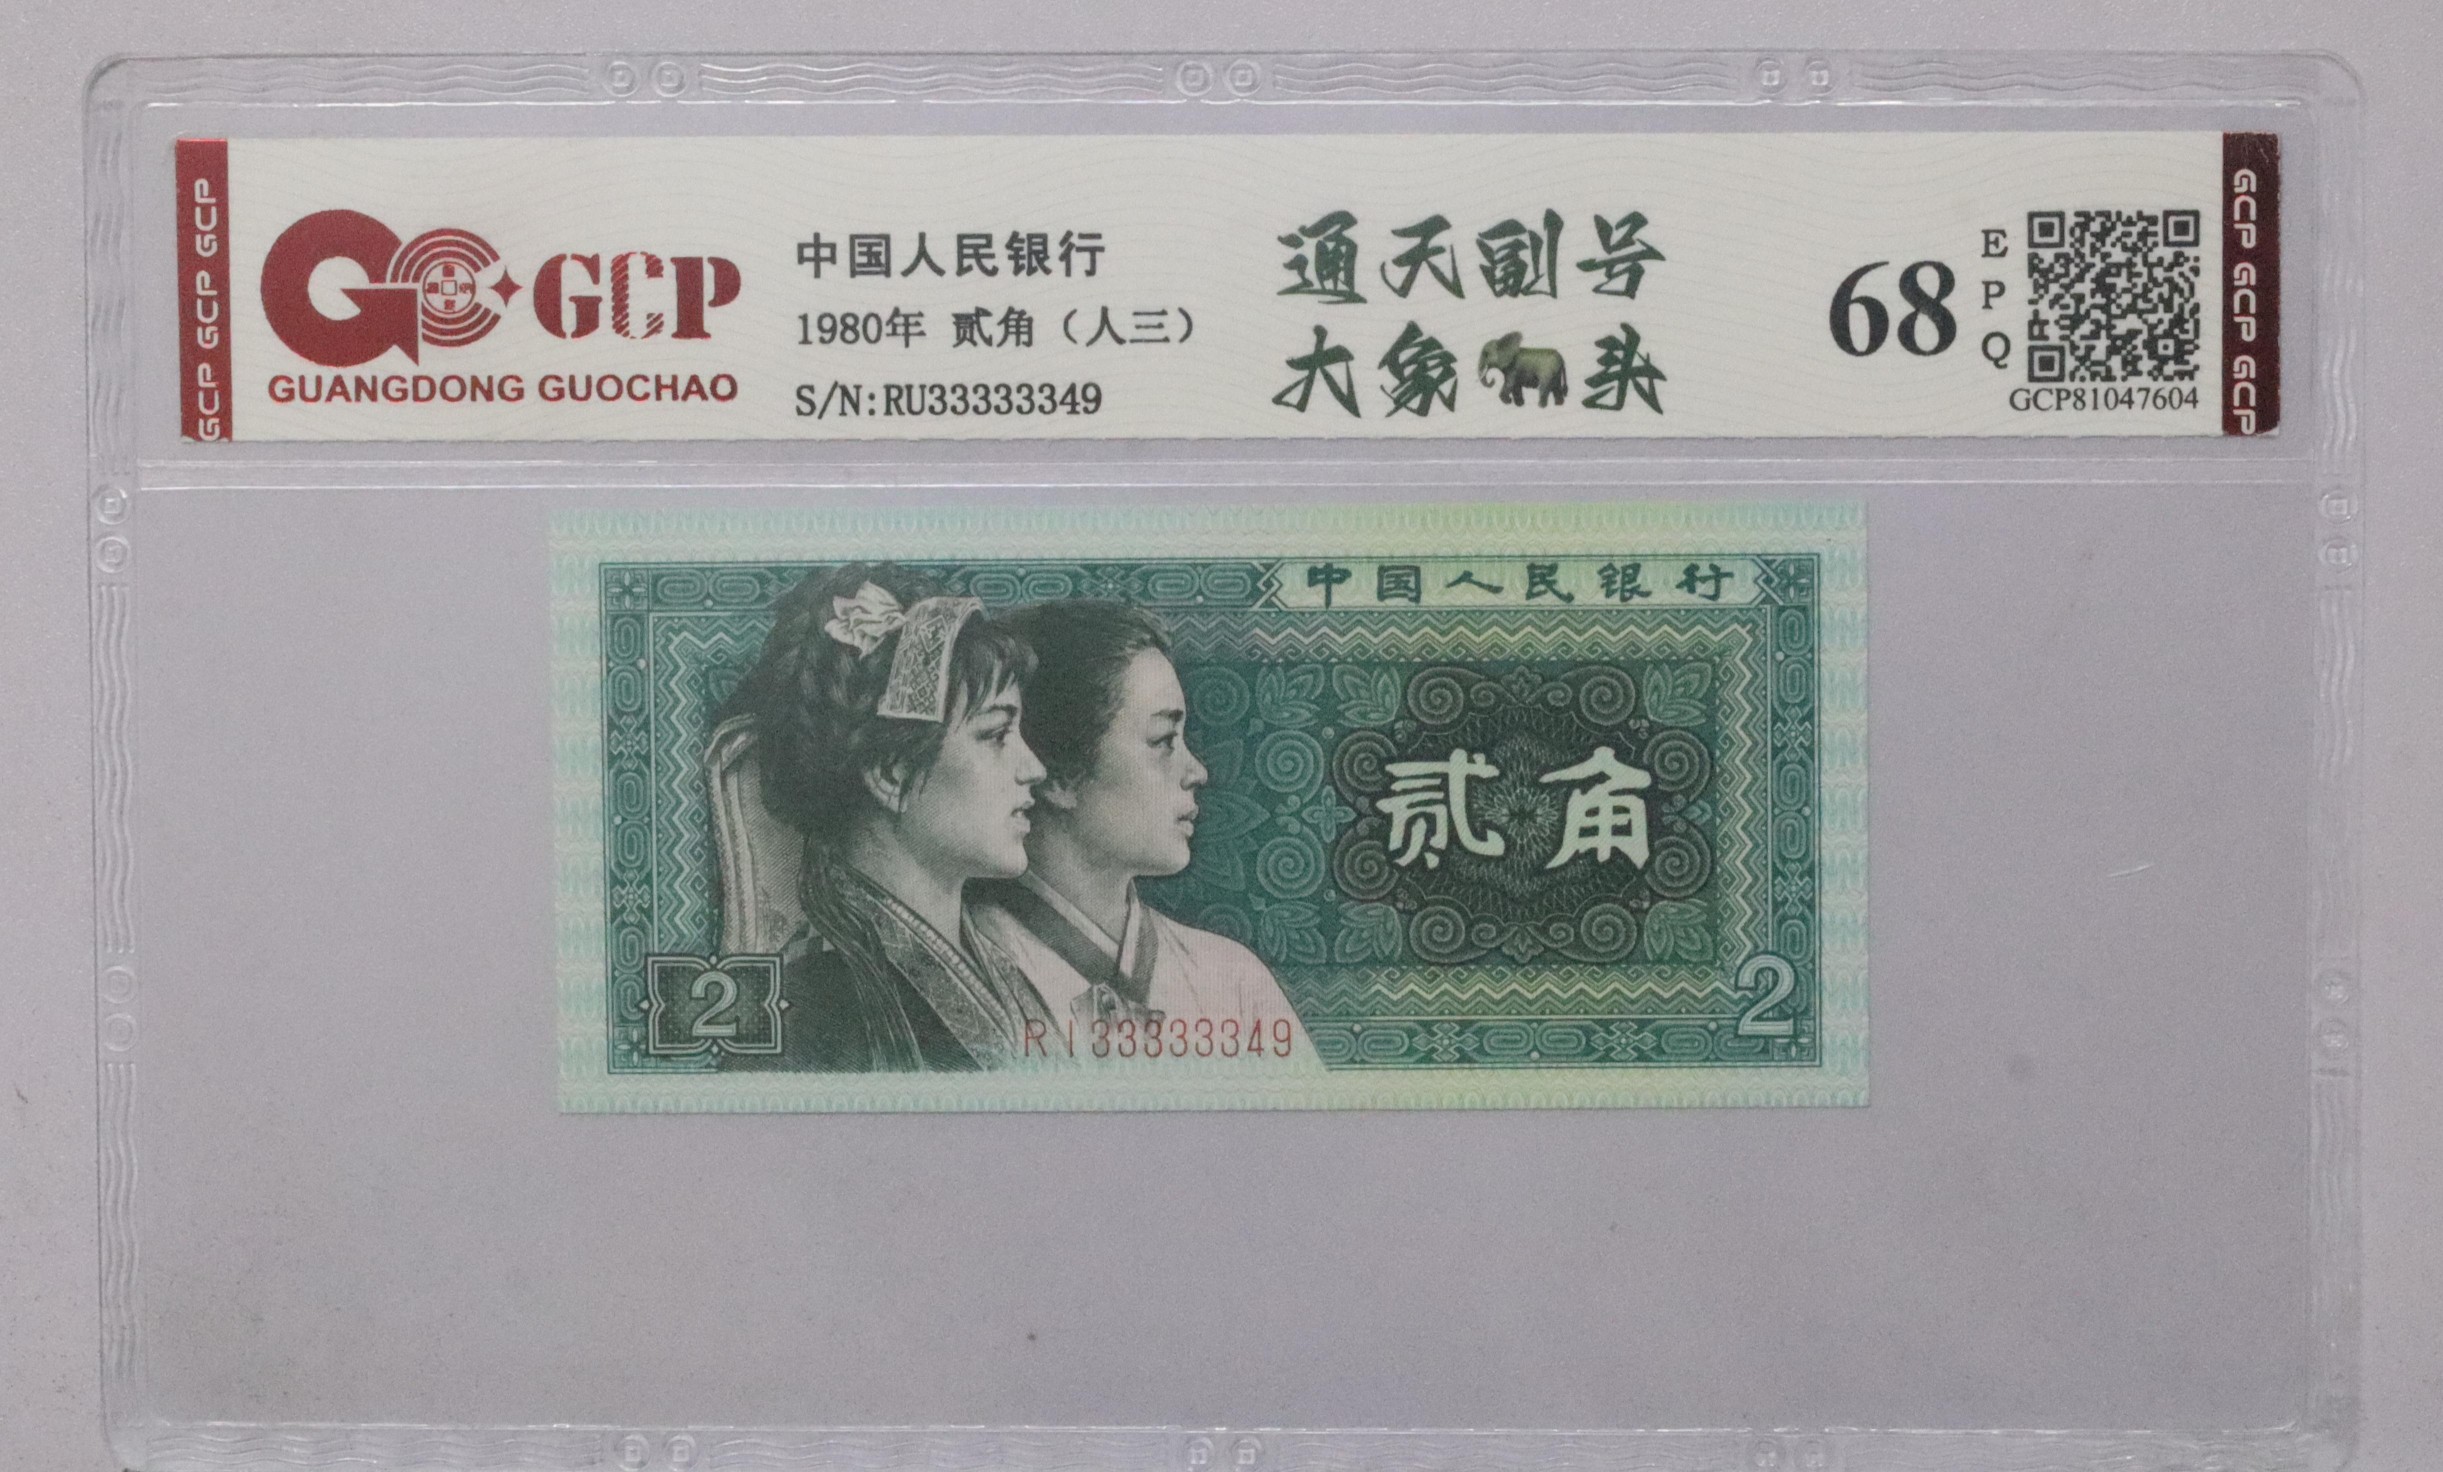 GCP GCP GCP
GCP
GUANGDONG GUOCHAO
中国人民银行
1980年 贰角（人三）
S/N:RU33333349
通天副号
大象头
68
EPQ
GCP81047604
GCP GCP GCP
中国人民银行
贰角
2
2
RI33333349